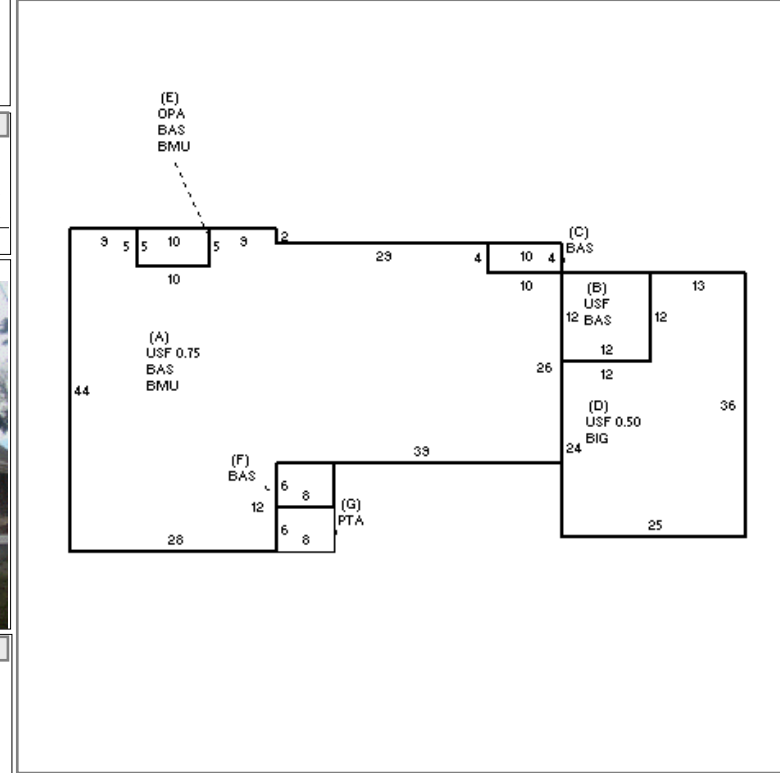 (E)
OPA
BAS
BMU
9
5
5
10
5
9
2
10
29
4
10
4
(C)
BAS
10
(B)
USF
BAS
12
12
12
12
13
(A)
USF 0.75
BAS
BMU
44
26
36
(D)
USF 0.50
BIG
24
39
(F)
BAS
6
8
12
(G)
PTA
6
8
28
25